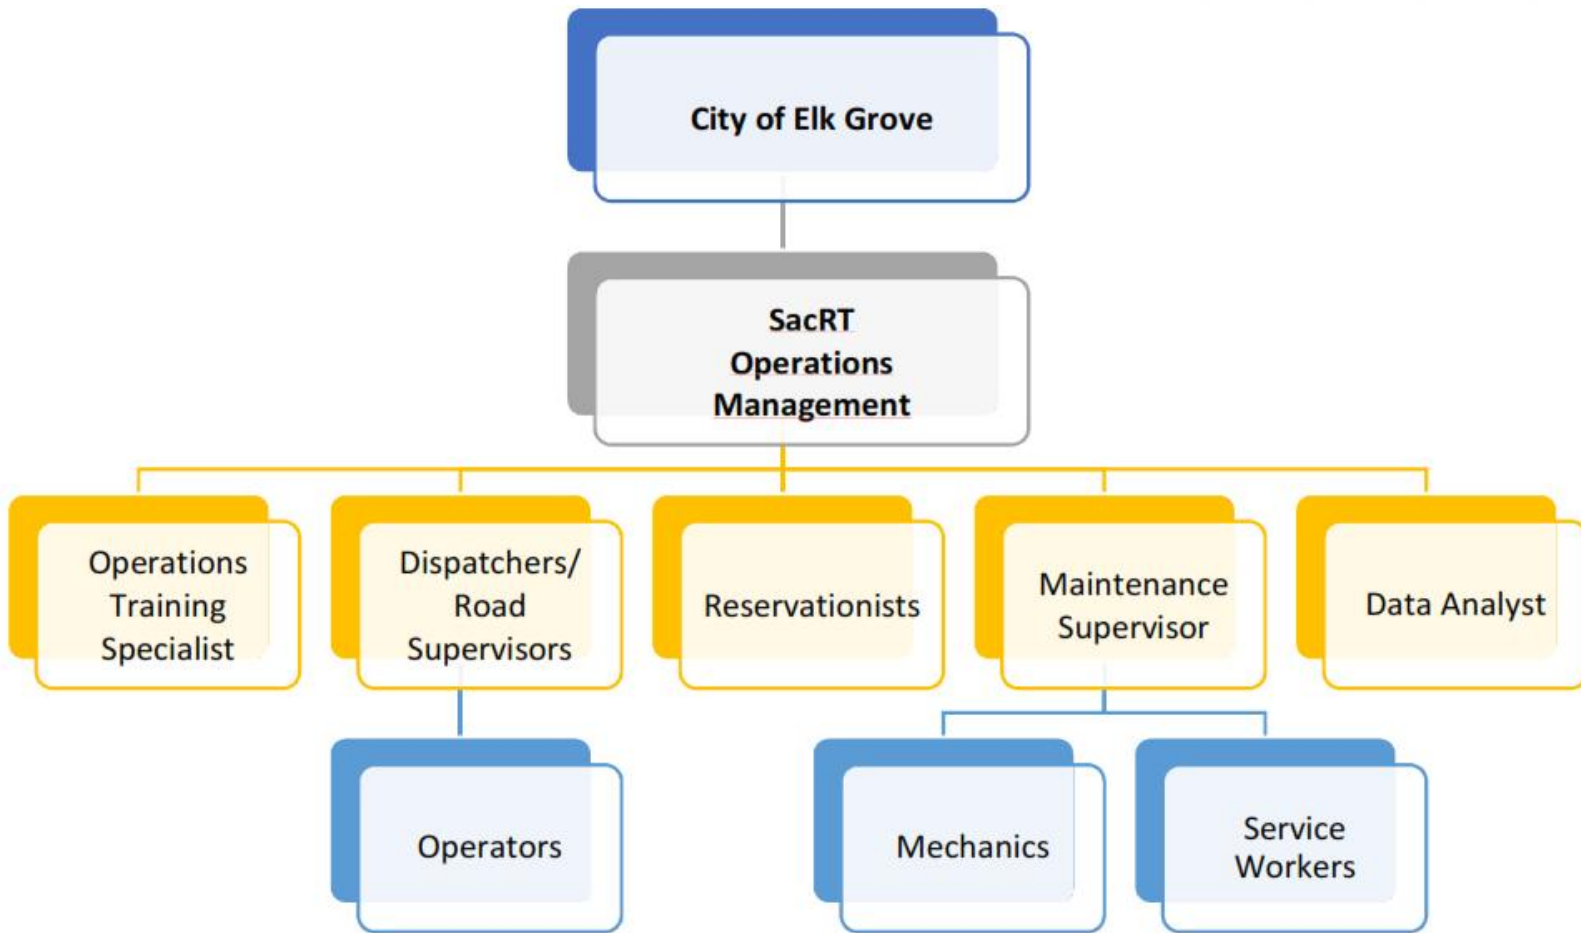 City of Elk Grove
SacRT
Operations
Management
Operations
Training
Specialist
Dispatchers/
Road
Supervisors
Reservationists
Maintenance
Supervisor
Data Analyst
Operators
Mechanics
Service
Workers